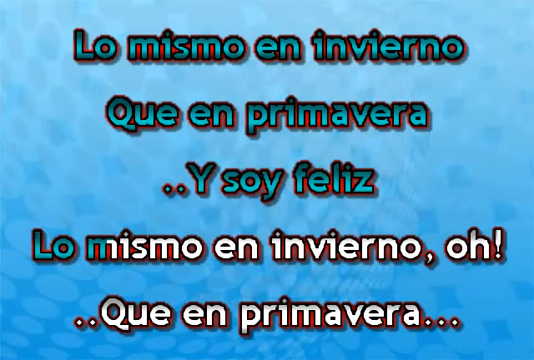 Lo mismo en invierno
Que en primavera
..Y soy feliz
Lo mismo en invierno, oh!
..Que en primavera...